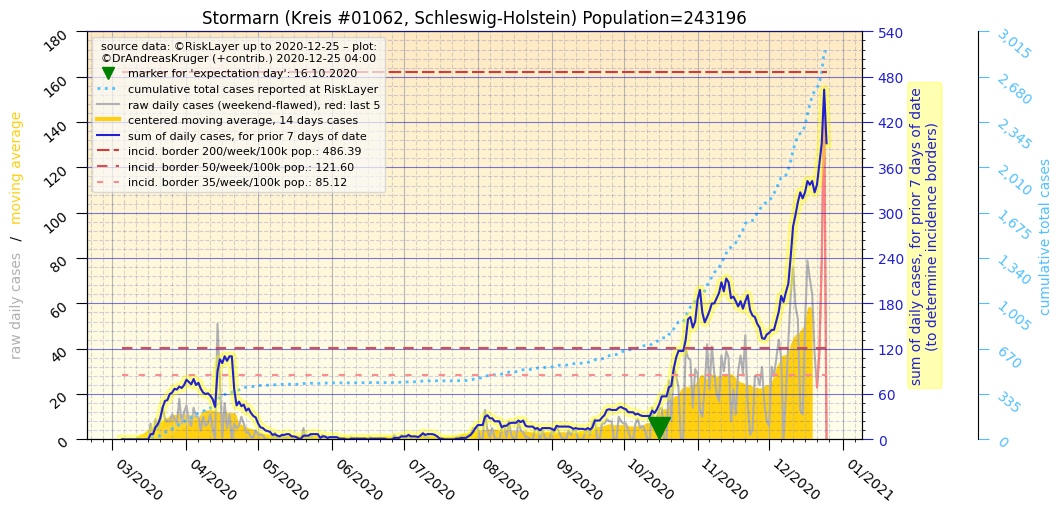 Stormarn (Kreis #01062, Schleswig-Holstein) Population=243196
source data: ©RiskLayer up to 2020-12-25 – plot:
©DrAndreasKruger (+contrib.) 2020-12-25 04:00
marker for 'expectation day': 16.10.2020
cumulative total cases reported at RiskLayer
raw daily cases (weekend-flawed), red: last 5
centered moving average, 14 days cases
sum of daily cases, for prior 7 days of date
incid. border 200/week/100k pop.: 486.39
incid. border 50/week/100k pop.: 121.60
incid. border 35/week/100k pop.: 85.12
raw daily cases / moving average
180
160
140
120
100
80
60
40
20
0
540
480
420
360
300
240
180
120
60
0
sum of daily cases, for prior 7 days of date
(to determine incidence borders)
3,015
2,680
2,345
2,010
1,675
1,340
1,005
670
335
0
cumulative total cases
03/2020
04/2020
05/2020
06/2020
07/2020
08/2020
09/2020
10/2020
11/2020
12/2020
01/2021